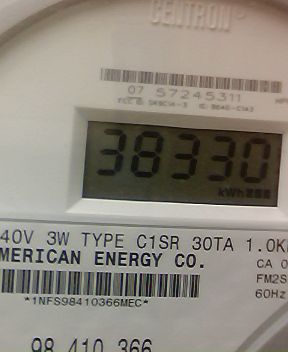 CENTRON®
07 57245311
38330
kWh
40V 3W TYPE C1SR 30TA 1.0K
MERICAN ENERGY CO.
CA 0
FM2S
*1NFS98410366MEC*
60Hz
98 410 366